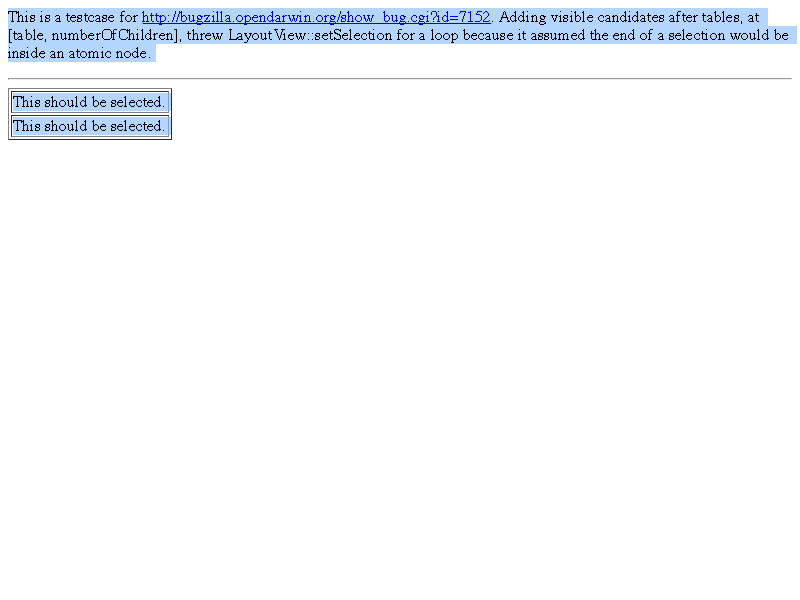 This is a testcase for http://bugzilla.opendarwin.org/show_bug.cgi?id=7152. Adding visible candidates after tables, at
[table, numberOfChildren], threw LayoutView::setSelection for a loop because it assumed the end of a selection would be
inside an atomic node.
This should be selected.
This should be selected.